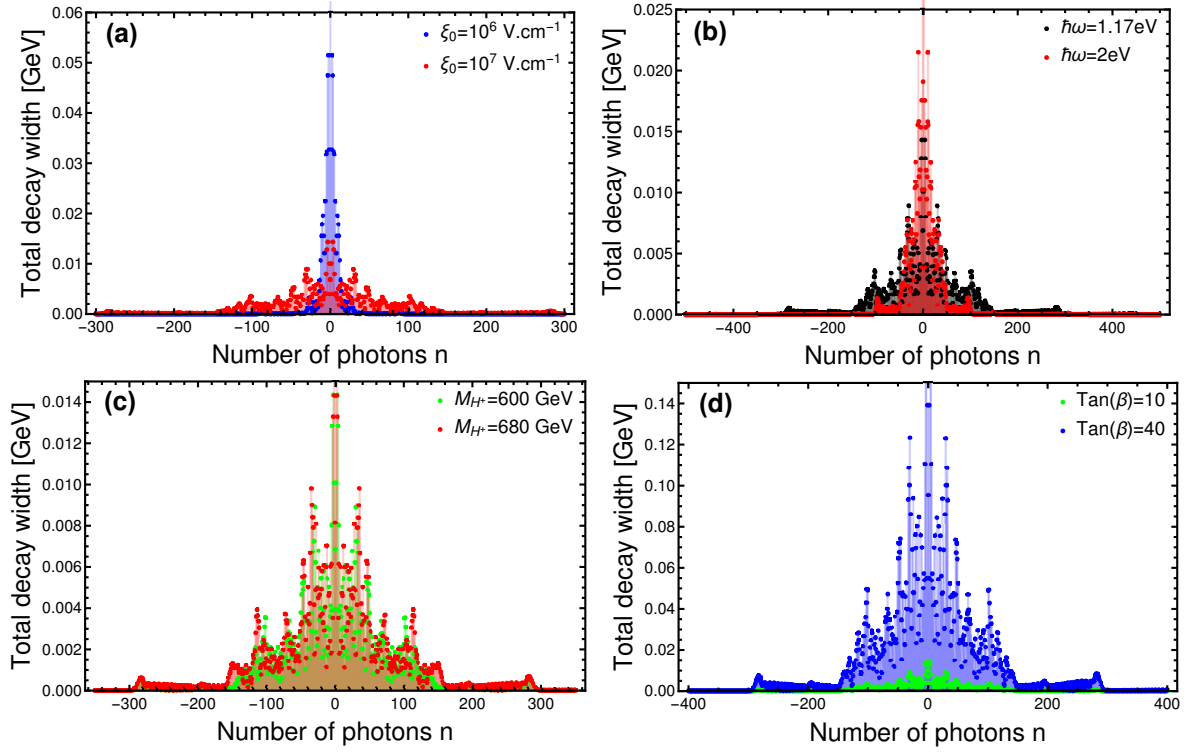 (a)
ξ₀=10⁶ V.cm⁻¹
ξ₀=10⁷ V.cm⁻¹
Total decay width [GeV]
0.06
0.05
0.04
0.03
0.02
0.01
0.00
-300 -200 -100 0 100 200 300
Number of photons n
(b)
ℏω=1.17eV
ℏω=2eV
Total decay width [GeV]
0.025
0.020
0.015
0.010
0.005
0.000
-400 -200 0 200 400
Number of photons n
(c)
M_H⁺=600 GeV
M_H⁺=680 GeV
Total decay width [GeV]
0.014
0.012
0.010
0.008
0.006
0.004
0.002
0.000
-300 -200 -100 0 100 200 300
Number of photons n
(d)
Tan(β)=10
Tan(β)=40
Total decay width [GeV]
0.14
0.12
0.10
0.08
0.06
0.04
0.02
0.00
-400 -200 0 200 400
Number of photons n